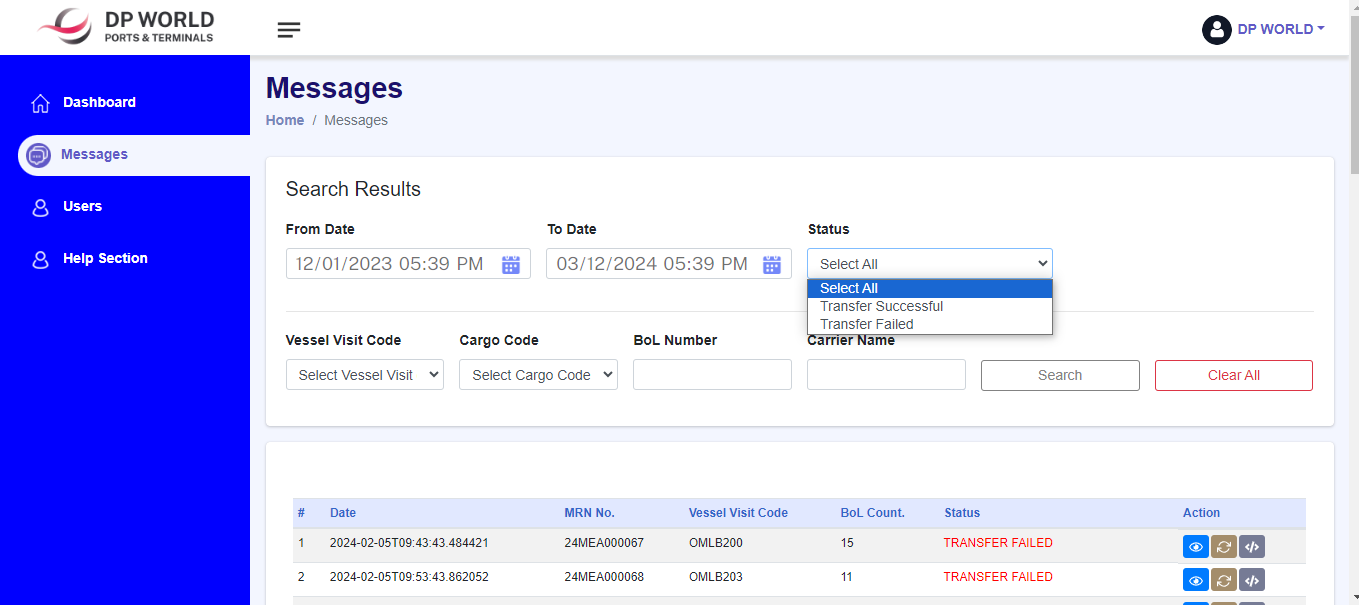 DP WORLD
PORTS & TERMINALS
DP WORLD
Dashboard
Messages
Users
Help Section
Messages
Home / Messages
Search Results
From Date To Date Status
12/01/2023 05:39 PM 03/12/2024 05:39 PM Select All
Select All
Transfer Successful
Transfer Failed
Vessel Visit Code Cargo Code BoL Number Carrier Name
Select Vessel Visit Select Cargo Code Search Clear All
# Date MRN No. Vessel Visit Code BoL Count. Status Action
1 2024-02-05T09:43:43.484421 24MEA000067 OMLB200 15 TRANSFER FAILED
2 2024-02-05T09:53:43.862052 24MEA000068 OMLB203 11 TRANSFER FAILED